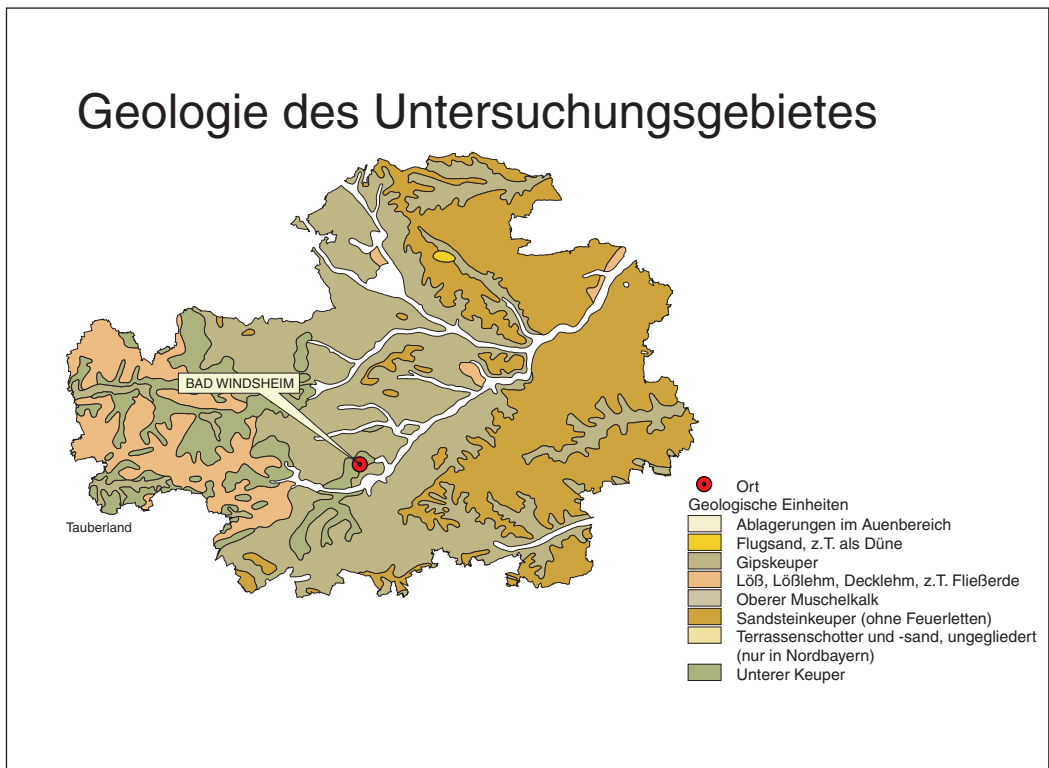 Geologie des Untersuchungsgebietes
BAD WINDSHEIM
Tauberland
Ort
Geologische Einheiten
Ablagerungen im Auenbereich
Flugsand, z.T. als Düne
Gipskeuper
Löß, Lößlehm, Decklehm, z.T. Fließerde
Oberer Muschelkalk
Sandsteinkeuper (ohne Feuerletten)
Terrassenschotter und -sand, ungegliedert
(nur in Nordbayern)
Unterer Keuper